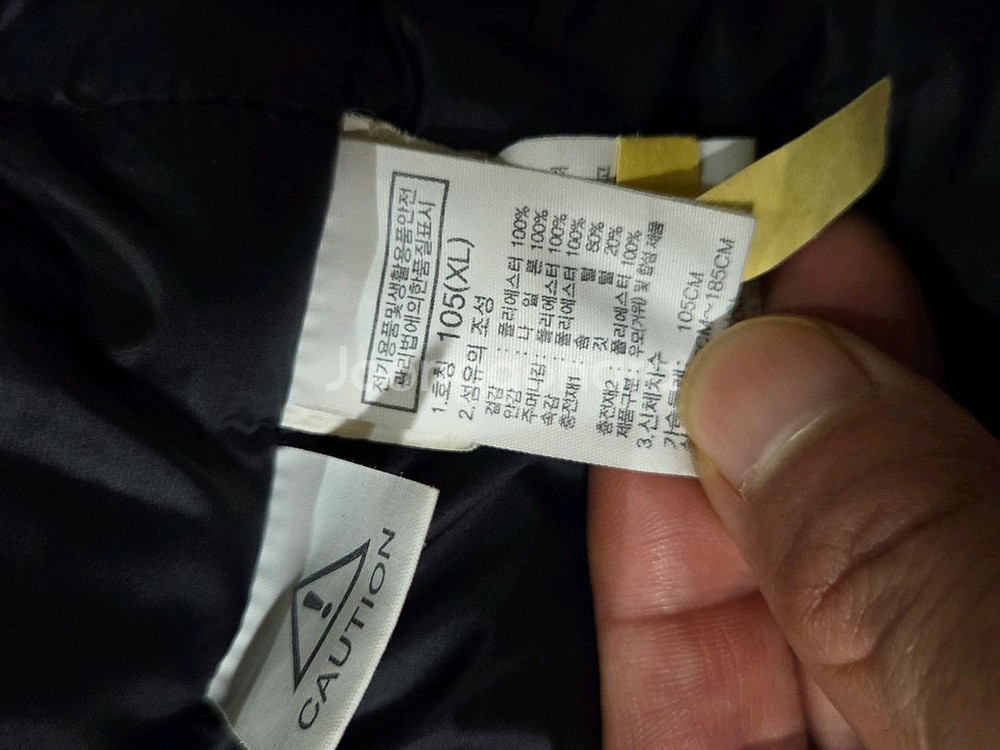 전기용품및생활용품안전
관리법에의한품질표시
1.호칭 105(XL)
2.섬유의 조성
겉감 : 폴리에스터 100%
안감 : 나 일 론 100%
주머니감 : 폴리에스터 100%
속감 : 폴리에스터 100%
충전재1 : 솜 털 80%
깃 털 20%
충전재2 : 폴리에스터 100%
제품구분 : 우모(거위) 및 합성 제품
3.신체치수
가슴둘레 : 105CM
CM~185CM
CAUTION